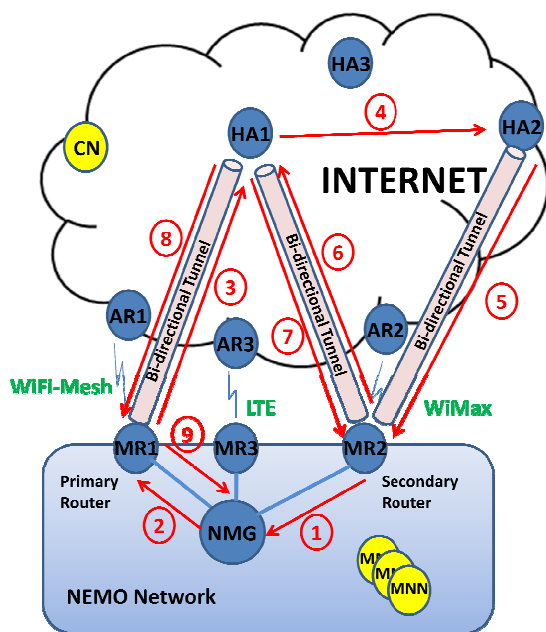 HA3
4
HA1
HA2
CN
INTERNET
8
6
Bi-directional Tunnel
Bi-directional Tunnel
Bi-directional Tunnel
3
5
AR1
AR3
7
AR2
WiFi-Mesh
LTE
WiMax
MR1
9
MR3
MR2
Primary
Router
Secondary
Router
2
NMG
1
MNN
NEMO Network